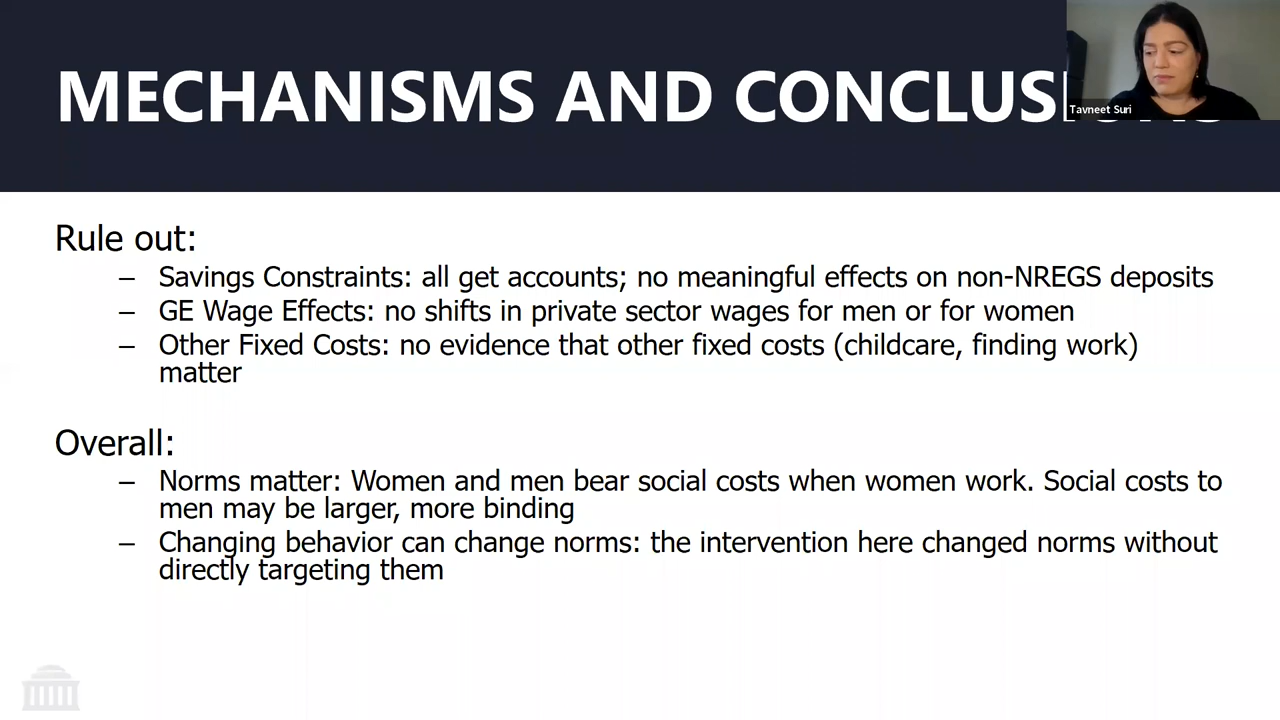 MECHANISMS AND CONCLUSIONS
Tavneet Suri
Rule out:
– Savings Constraints: all get accounts; no meaningful effects on non-NREGS deposits
– GE Wage Effects: no shifts in private sector wages for men or for women
– Other Fixed Costs: no evidence that other fixed costs (childcare, finding work)
matter
Overall:
– Norms matter: Women and men bear social costs when women work. Social costs to
men may be larger, more binding
– Changing behavior can change norms: the intervention here changed norms without
directly targeting them